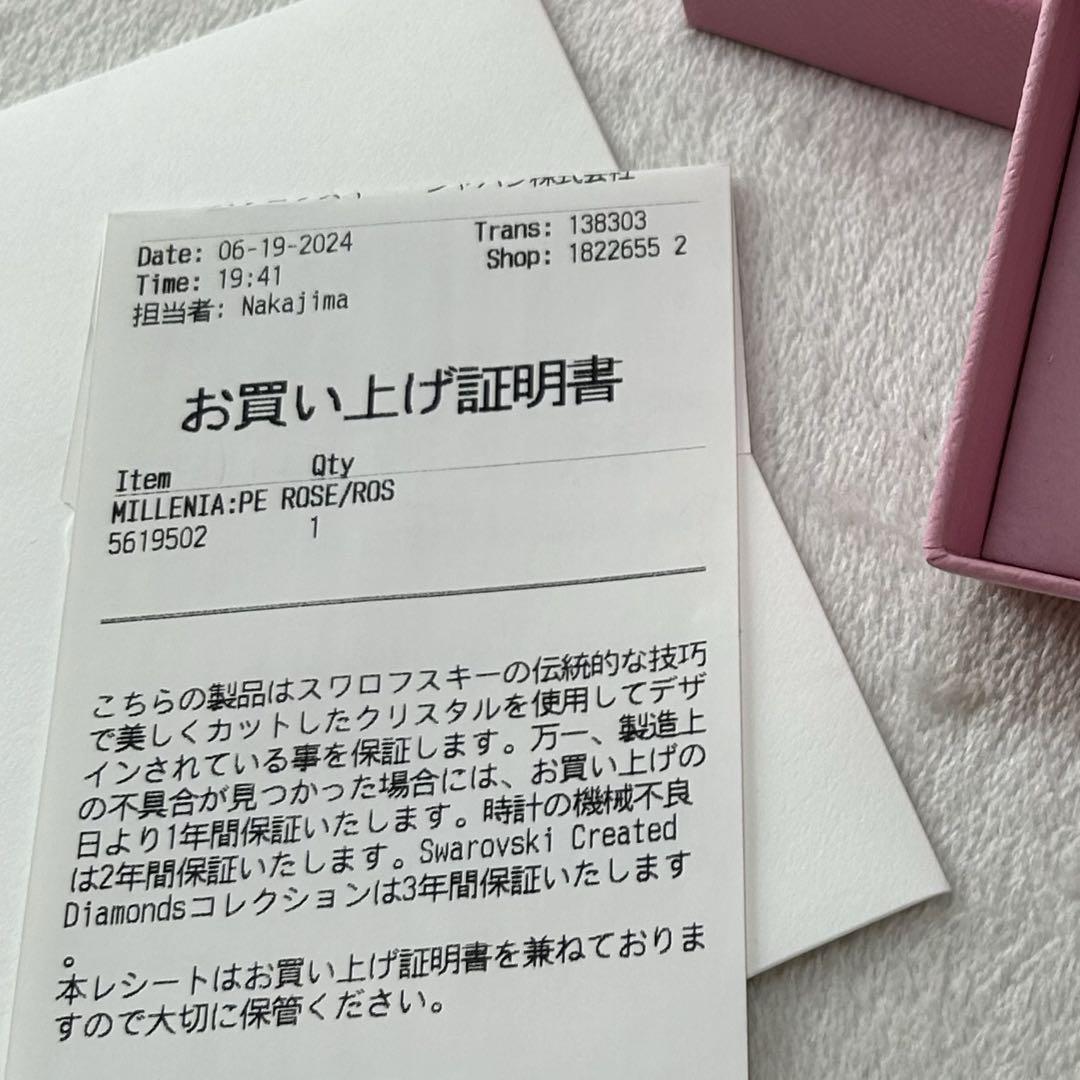 ジャパン株式会社
Date: 06-19-2024 Trans: 138303
Time: 19:41 Shop: 1822655 2
担当者: Nakajima
お買い上げ証明書
Item Qty
MILLENIA:PE ROSE/ROS
5619502 1
こちらの製品はスワロフスキーの伝統的な技巧
で美しくカットしたクリスタルを使用してデザ
インされている事を保証します。万一、製造上
の不具合が見つかった場合には、お買い上げの
日より1年間保証いたします。時計の機械不良
は2年間保証いたします。Swarovski Created
Diamondsコレクションは3年間保証いたします
。
本レシートはお買い上げ証明書を兼ねておりま
すので大切に保管ください。